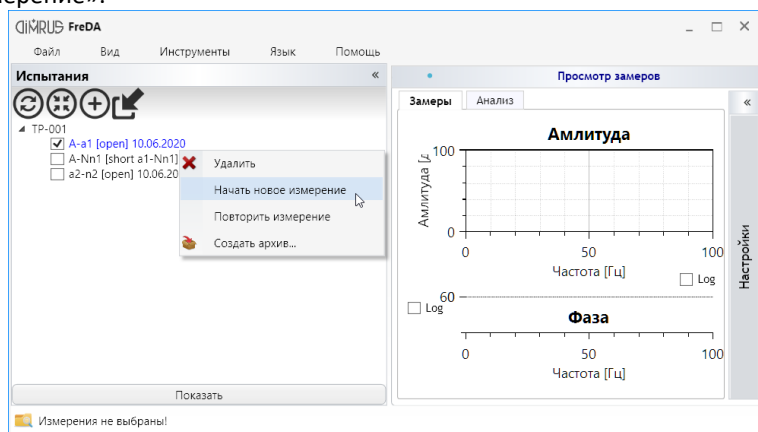 мерение».
DiMRUS FreDA
Файл Вид Инструменты Язык Помощь
Испытания «
TP-001
A-a1 [open] 10.06.2020
A-Nn1 [short a1-Nn1]
a2-n2 [open] 10.06.20
Удалить
Начать новое измерение
Повторить измерение
Создать архив...
Показать
Измерения не выбраны!
Просмотр замеров
Замеры Анализ «
Амлитуда
Амлитуда [д
100
0
0 50 100
Частота [Гц]
Log
Log
60
Фаза
0 50 100
Частота [Гц]
Настройки